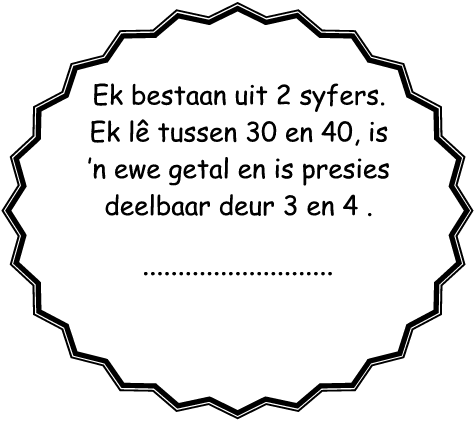 Ek bestaan uit 2 syfers.
Ek lê tussen 30 en 40, is
’n ewe getal en is presies
deelbaar deur 3 en 4 .
...........................